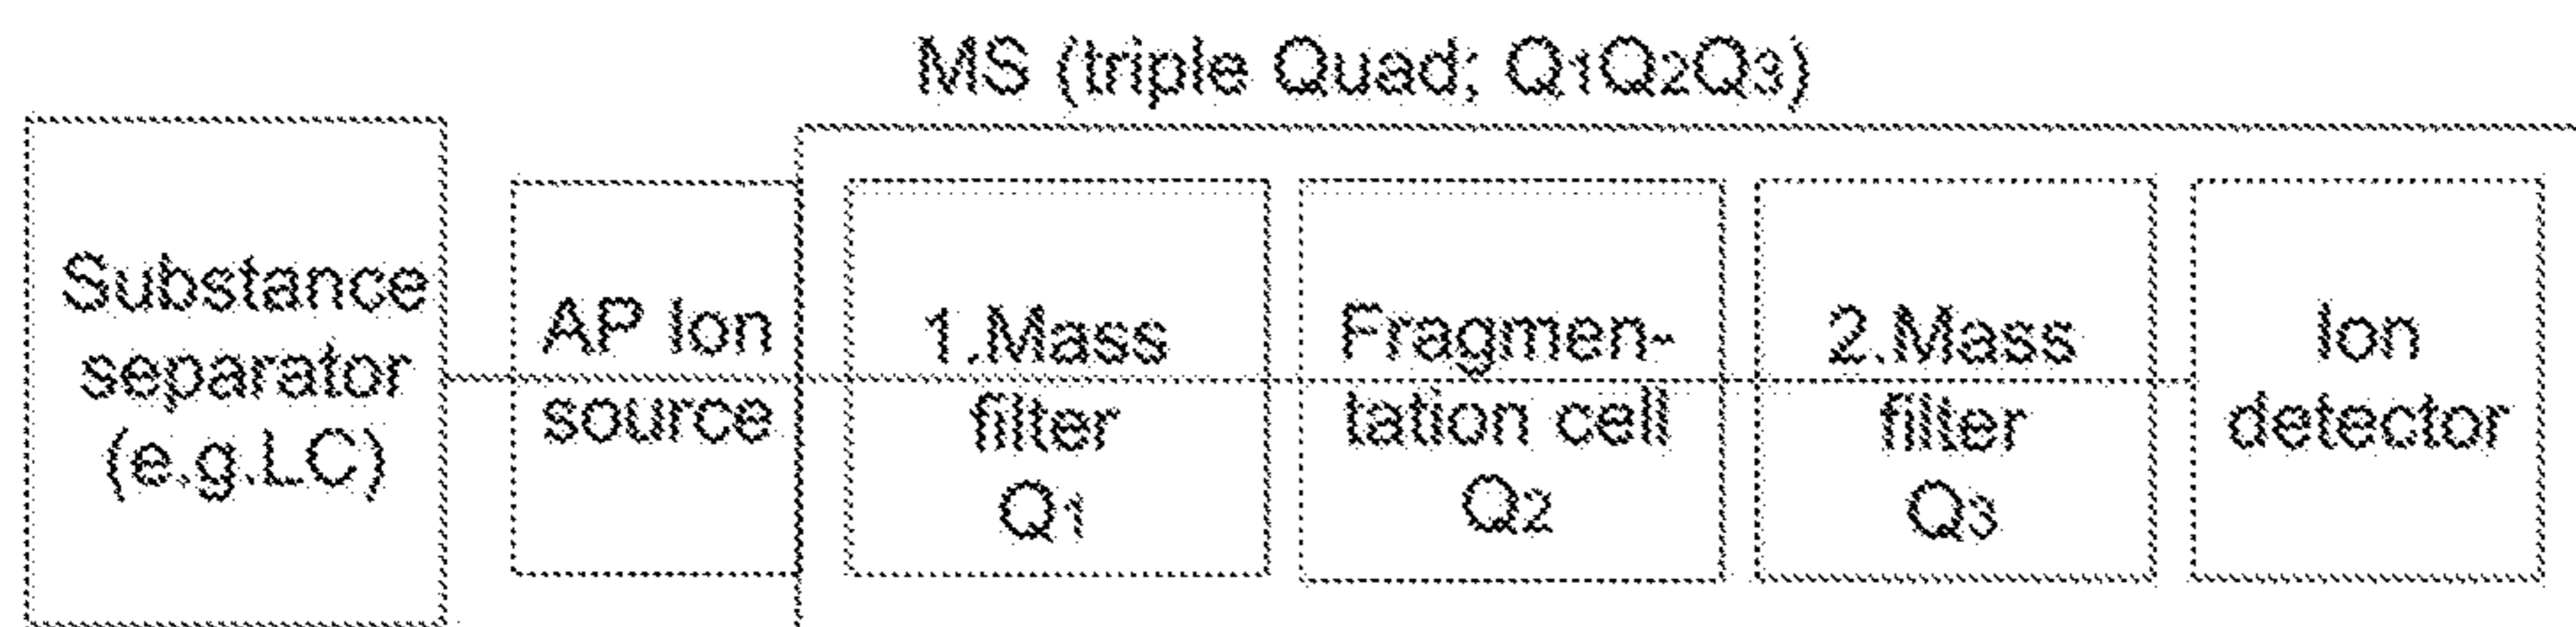 MS (triple Quad; Q1Q2Q3)
Substance
separator
(e.g.LC)
AP Ion
source
1.Mass
filter
Q1
Fragmen-
tation cell
Q2
2.Mass
filter
Q3
Ion
detector